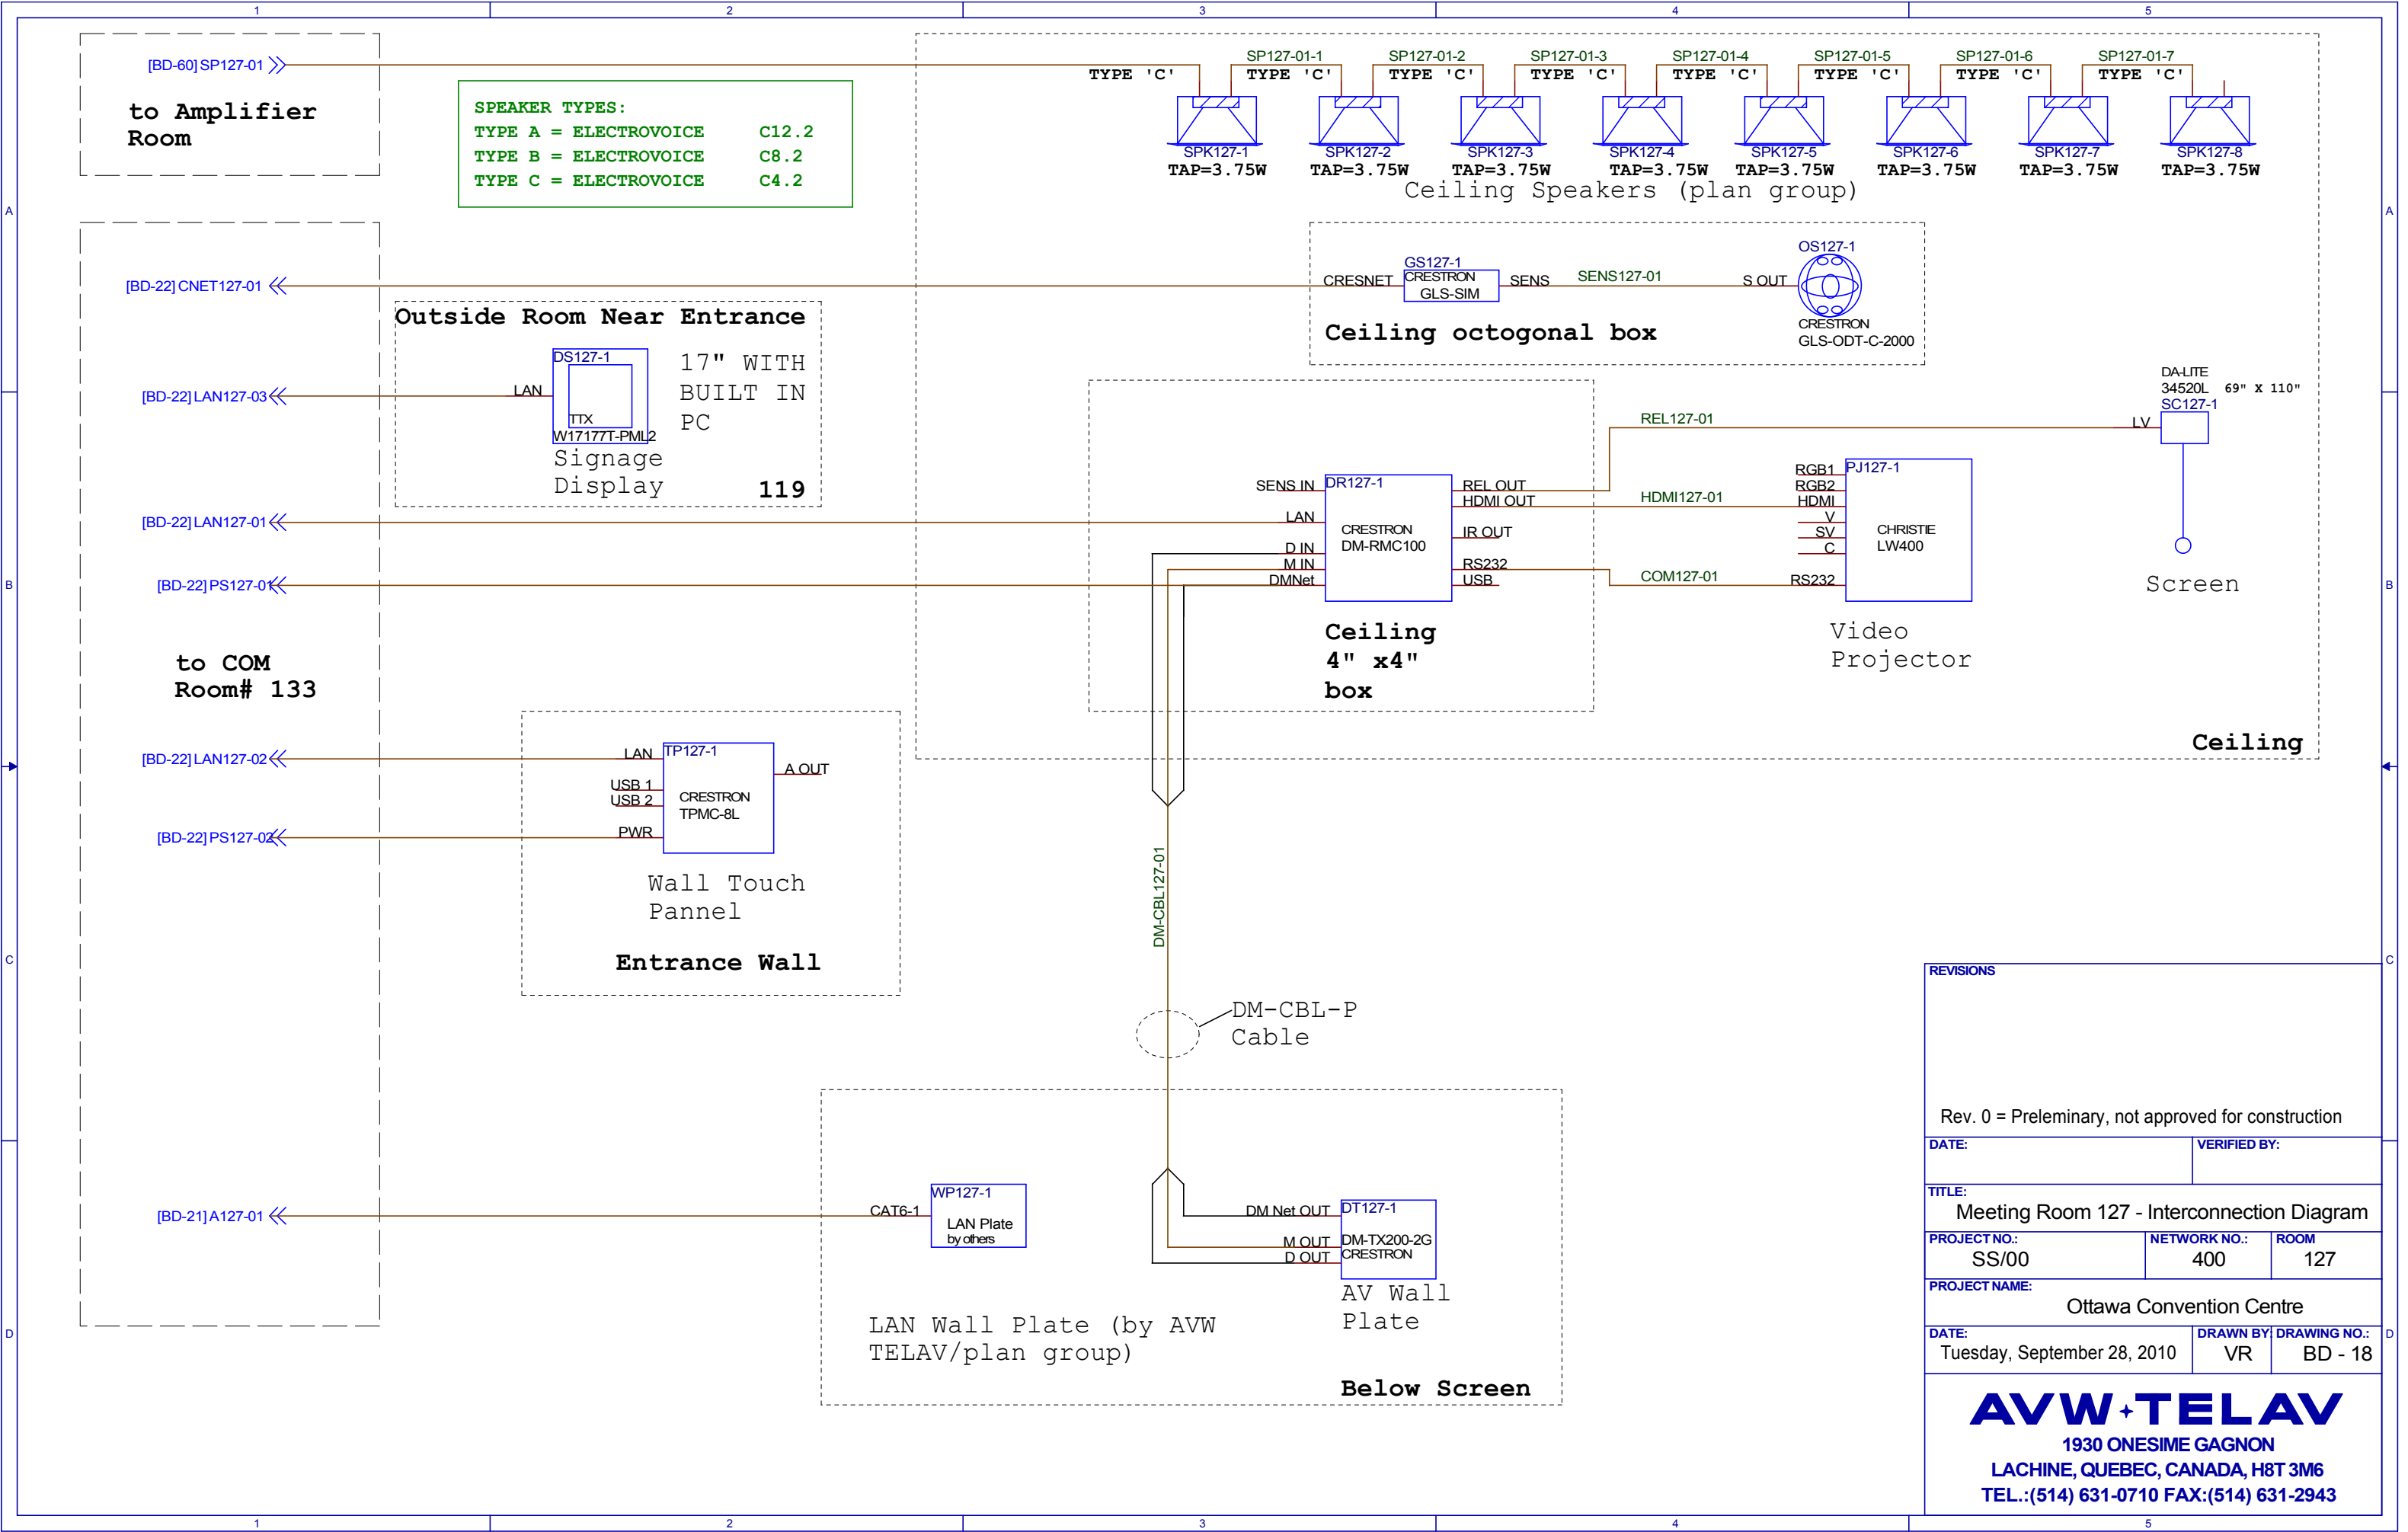 1 2 3 4 5
[BD-60] SP127-01
to Amplifier
Room
SPEAKER TYPES:
TYPE A = ELECTROVOICE C12.2
TYPE B = ELECTROVOICE C8.2
TYPE C = ELECTROVOICE C4.2
SP127-01-1 SP127-01-2 SP127-01-3 SP127-01-4 SP127-01-5 SP127-01-6 SP127-01-7
TYPE 'C' TYPE 'C' TYPE 'C' TYPE 'C' TYPE 'C' TYPE 'C' TYPE 'C' TYPE 'C'
SPK127-1 SPK127-2 SPK127-3 SPK127-4 SPK127-5 SPK127-6 SPK127-7 SPK127-8
TAP=3.75W TAP=3.75W TAP=3.75W TAP=3.75W TAP=3.75W TAP=3.75W TAP=3.75W TAP=3.75W
Ceiling Speakers (plan group)
A A
[BD-22] CNET127-01
CRESNET
GS127-1
CRESTRON
GLS-SIM
SENS
SENS127-01
S OUT
OS127-1
CRESTRON
GLS-ODT-C-2000
Ceiling octogonal box
Outside Room Near Entrance
[BD-22] LAN127-03
LAN
DS127-1
TTX
W17177T-PML2
17" WITH
BUILT IN
PC
Signage
Display
119
DA-LITE
34520L 69" X 110"
SC127-1
LV
Screen
REL127-01
[BD-22] LAN127-01
[BD-22] PS127-01
SENS IN
LAN
D IN
M IN
DMNet
DR127-1
CRESTRON
DM-RMC100
REL OUT
HDMI OUT
IR OUT
RS232
USB
HDMI127-01
COM127-01
RGB1
RGB2
HDMI
V
SV
C
RS232
PJ127-1
CHRISTIE
LW400
Video
Projector
B B
Ceiling
4" x4"
box
Ceiling
to COM
Room# 133
[BD-22] LAN127-02
[BD-22] PS127-02
LAN
USB 1
USB 2
PWR
TP127-1
CRESTRON
TPMC-8L
A OUT
Wall Touch
Pannel
Entrance Wall
DM-CBL127-01
DM-CBL-P
Cable
C C
[BD-21] A127-01
CAT6-1
WP127-1
LAN Plate
by others
DM Net OUT
M OUT
D OUT
DT127-1
DM-TX200-2G
CRESTRON
AV Wall
Plate
LAN Wall Plate (by AVW
TELAV/plan group)
Below Screen
D D
REVISIONS
Rev. 0 = Preleminary, not approved for construction
DATE: VERIFIED BY:
TITLE:
Meeting Room 127 - Interconnection Diagram
PROJECT NO.: NETWORK NO.: ROOM
SS/00 400 127
PROJECT NAME:
Ottawa Convention Centre
DATE: DRAWN BY: DRAWING NO.:
Tuesday, September 28, 2010 VR BD - 18
AVW TELAV
1930 ONESIME GAGNON
LACHINE, QUEBEC, CANADA, H8T 3M6
TEL.:(514) 631-0710 FAX:(514) 631-2943
1 2 3 4 5